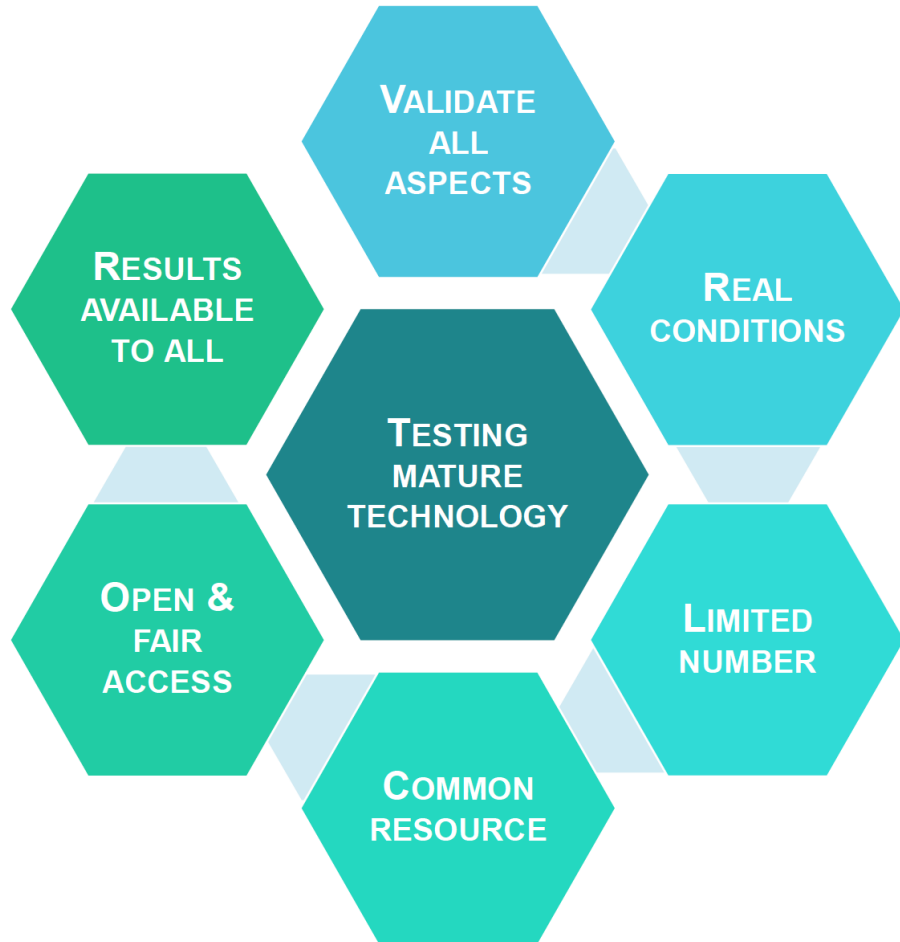 VALIDATE
ALL
ASPECTS
REAL
CONDITIONS
LIMITED
NUMBER
COMMON
RESOURCE
OPEN &
FAIR
ACCESS
RESULTS
AVAILABLE
TO ALL
TESTING
MATURE
TECHNOLOGY